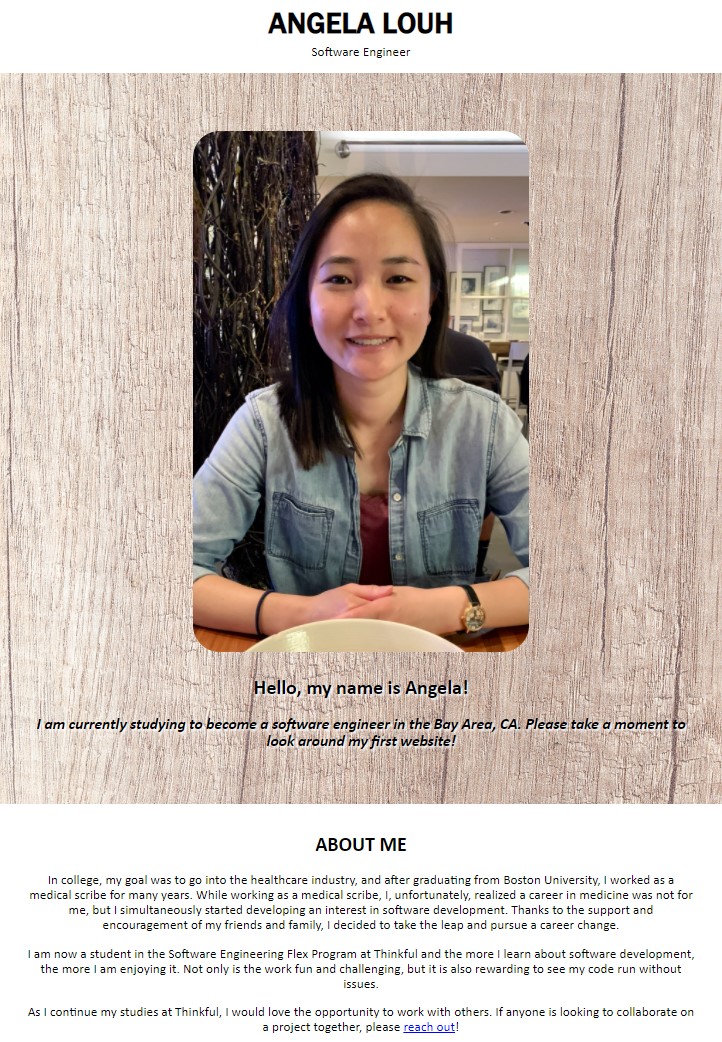 ANGELA LOUH
Software Engineer
Hello, my name is Angela!
I am currently studying to become a software engineer in the Bay Area, CA. Please take a moment to
look around my first website!
ABOUT ME
In college, my goal was to go into the healthcare industry, and after graduating from Boston University, I worked as a
medical scribe for many years. While working as a medical scribe, I, unfortunately, realized a career in medicine was not for
me, but I simultaneously started developing an interest in software development. Thanks to the support and
encouragement of my friends and family, I decided to take the leap and pursue a career change.
I am now a student in the Software Engineering Flex Program at Thinkful and the more I learn about software development,
the more I am enjoying it. Not only is the work fun and challenging, but it is also rewarding to see my code run without
issues.
As I continue my studies at Thinkful, I would love the opportunity to work with others. If anyone is looking to collaborate on
a project together, please reach out!